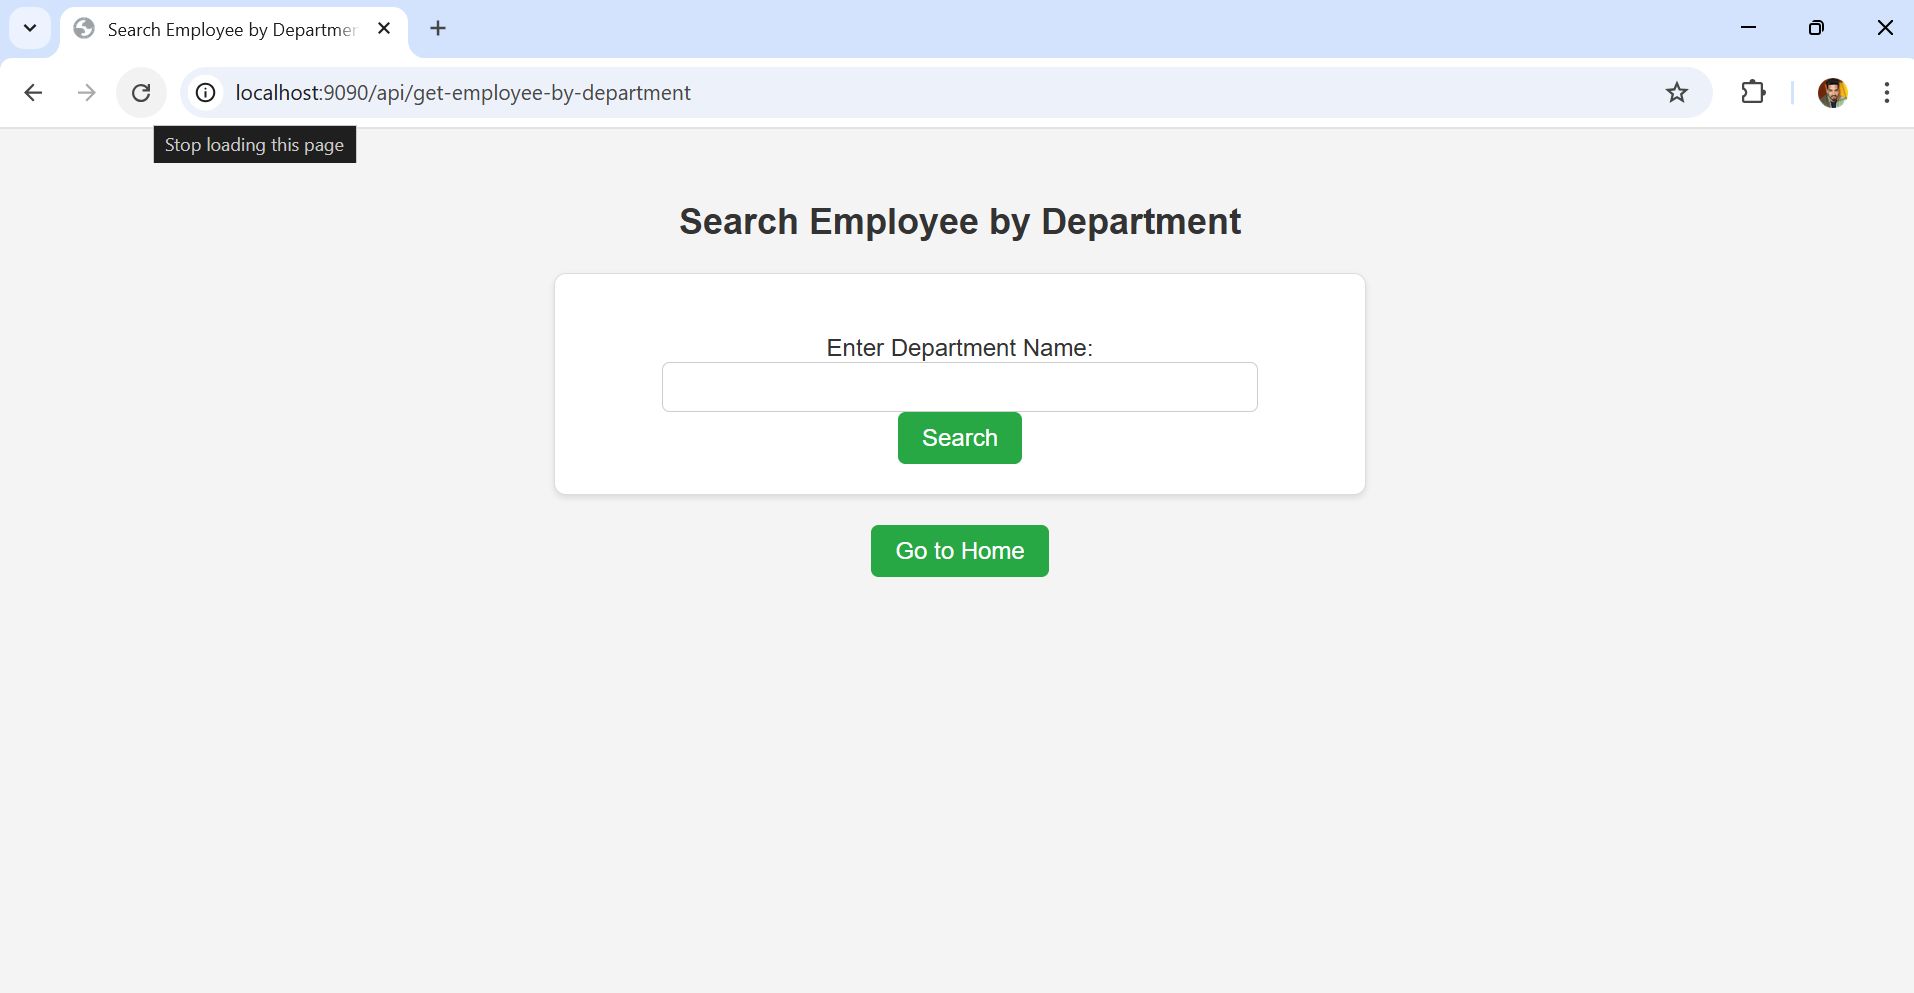 Search Employee by Departmen
localhost:9090/api/get-employee-by-department
Stop loading this page
Search Employee by Department
Enter Department Name:
Search
Go to Home